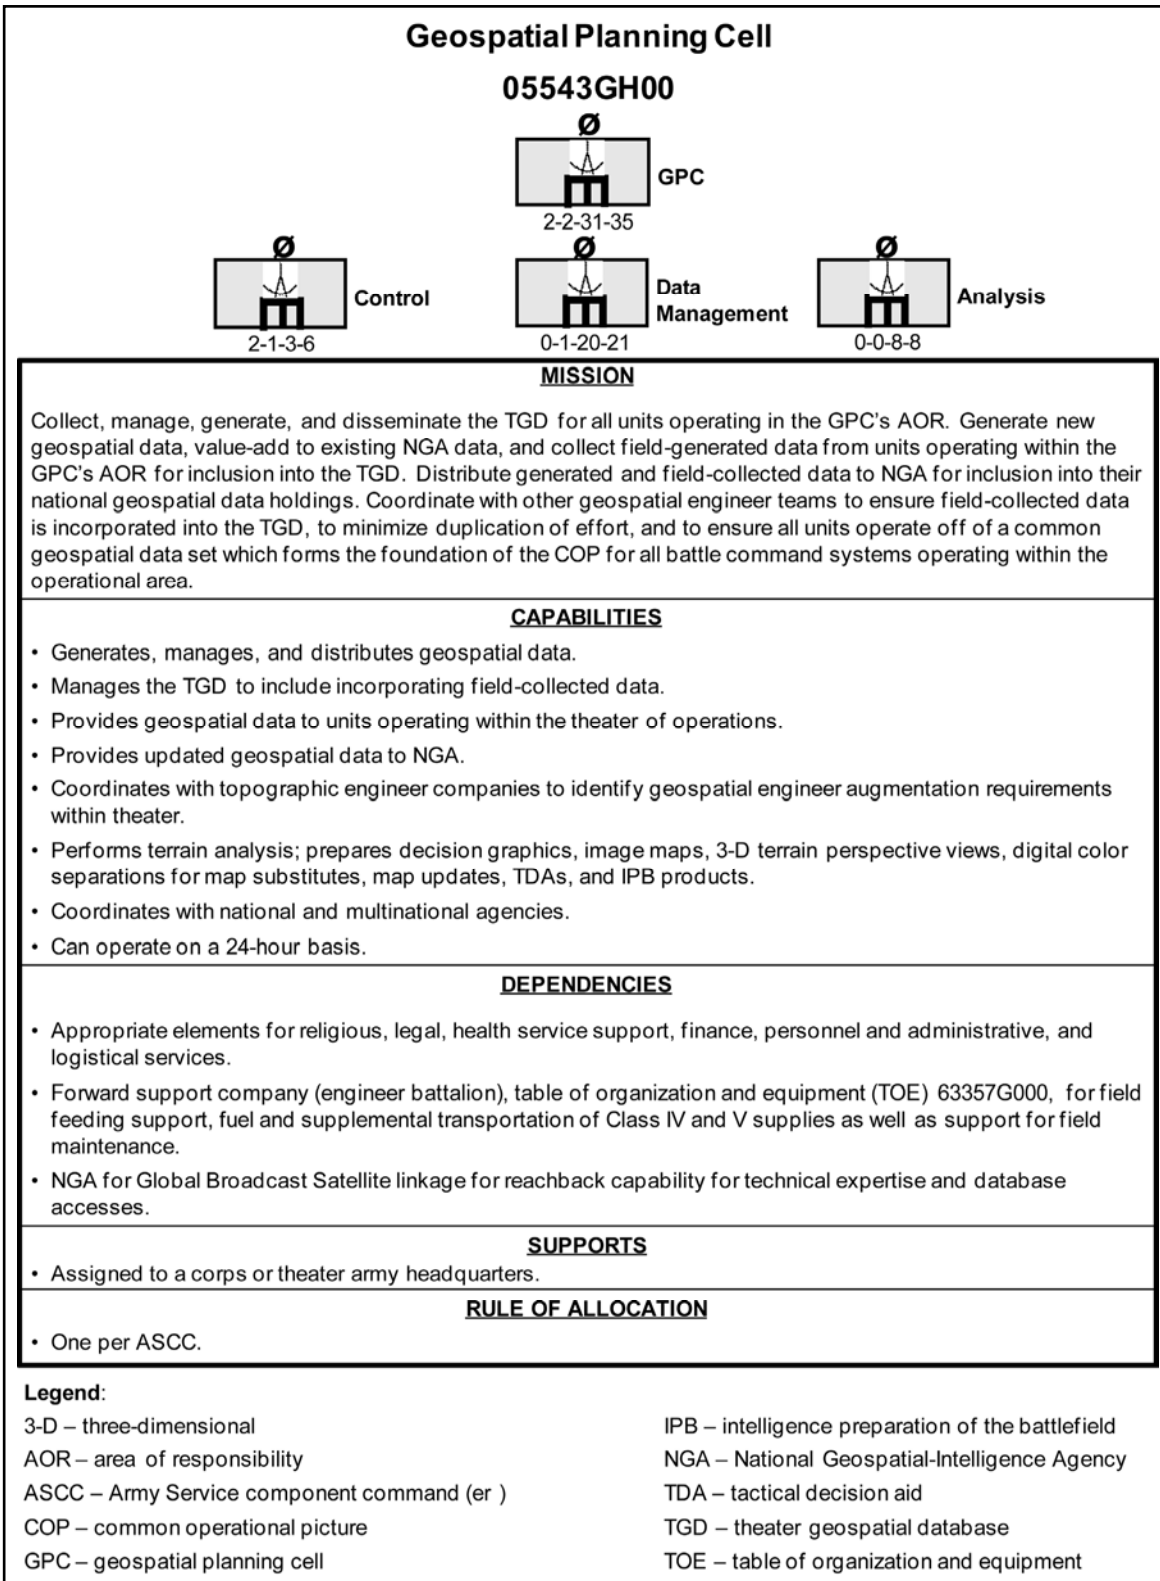 Geospatial Planning Cell
05543GH00
Ø
GPC
2-2-31-35
Ø
Control
2-1-3-6
Ø
Data
Management
0-1-20-21
Ø
Analysis
0-0-8-8
MISSION
Collect, manage, generate, and disseminate the TGD for all units operating in the GPC's AOR. Generate new
geospatial data, value-add to existing NGA data, and collect field-generated data from units operating within the
GPC's AOR for inclusion into the TGD. Distribute generated and field-collected data to NGA for inclusion into their
national geospatial data holdings. Coordinate with other geospatial engineer teams to ensure field-collected data
is incorporated into the TGD, to minimize duplication of effort, and to ensure all units operate off of a common
geospatial data set which forms the foundation of the COP for all battle command systems operating within the
operational area.
CAPABILITIES
• Generates, manages, and distributes geospatial data.
• Manages the TGD to include incorporating field-collected data.
• Provides geospatial data to units operating within the theater of operations.
• Provides updated geospatial data to NGA.
• Coordinates with topographic engineer companies to identify geospatial engineer augmentation requirements
within theater.
• Performs terrain analysis; prepares decision graphics, image maps, 3-D terrain perspective views, digital color
separations for map substitutes, map updates, TDAs, and IPB products.
• Coordinates with national and multinational agencies.
• Can operate on a 24-hour basis.
DEPENDENCIES
• Appropriate elements for religious, legal, health service support, finance, personnel and administrative, and
logistical services.
• Forward support company (engineer battalion), table of organization and equipment (TOE) 63357G000, for field
feeding support, fuel and supplemental transportation of Class IV and V supplies as well as support for field
maintenance.
• NGA for Global Broadcast Satellite linkage for reachback capability for technical expertise and database
accesses.
SUPPORTS
• Assigned to a corps or theater army headquarters.
RULE OF ALLOCATION
• One per ASCC.
Legend:
3-D – three-dimensional
AOR – area of responsibility
ASCC – Army Service component command (er )
COP – common operational picture
GPC – geospatial planning cell
IPB – intelligence preparation of the battlefield
NGA – National Geospatial-Intelligence Agency
TDA – tactical decision aid
TGD – theater geospatial database
TOE – table of organization and equipment